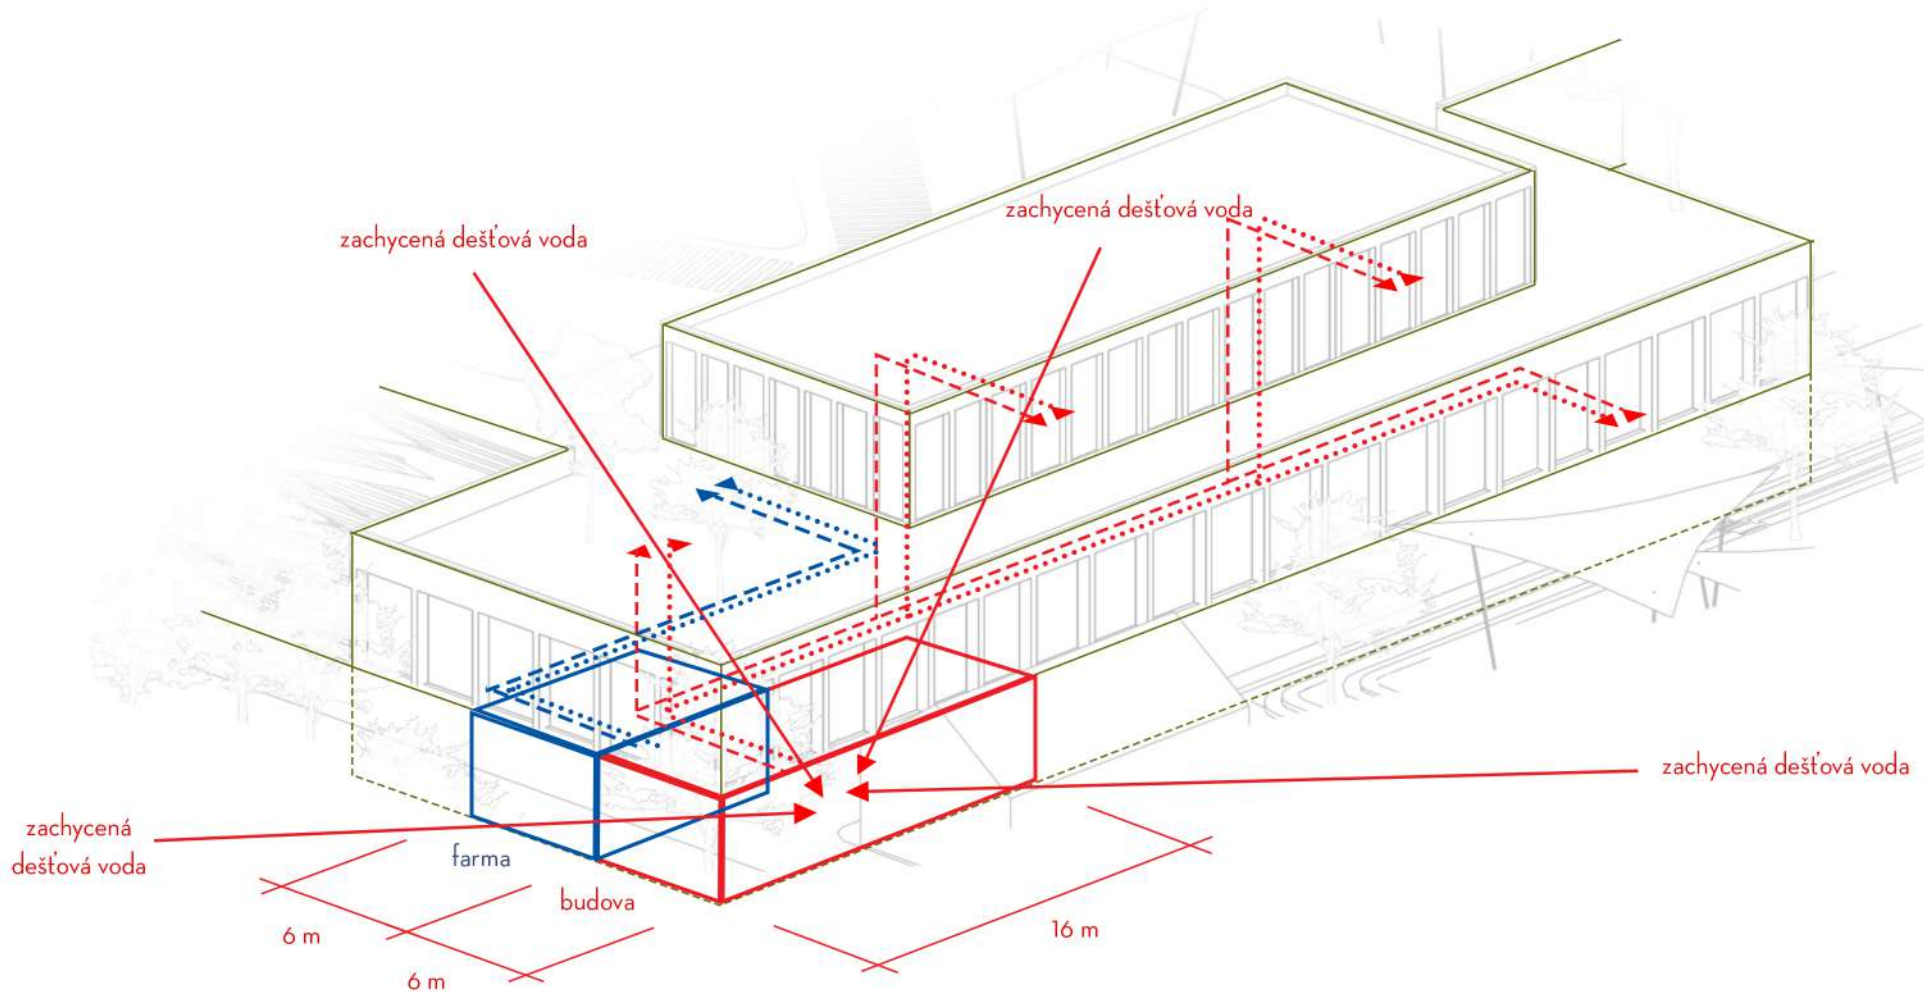 zachycená dešťová voda
zachycená dešťová voda
zachycená dešťová voda
zachycená
dešťová voda
farma
budova
6 m
6 m
16 m